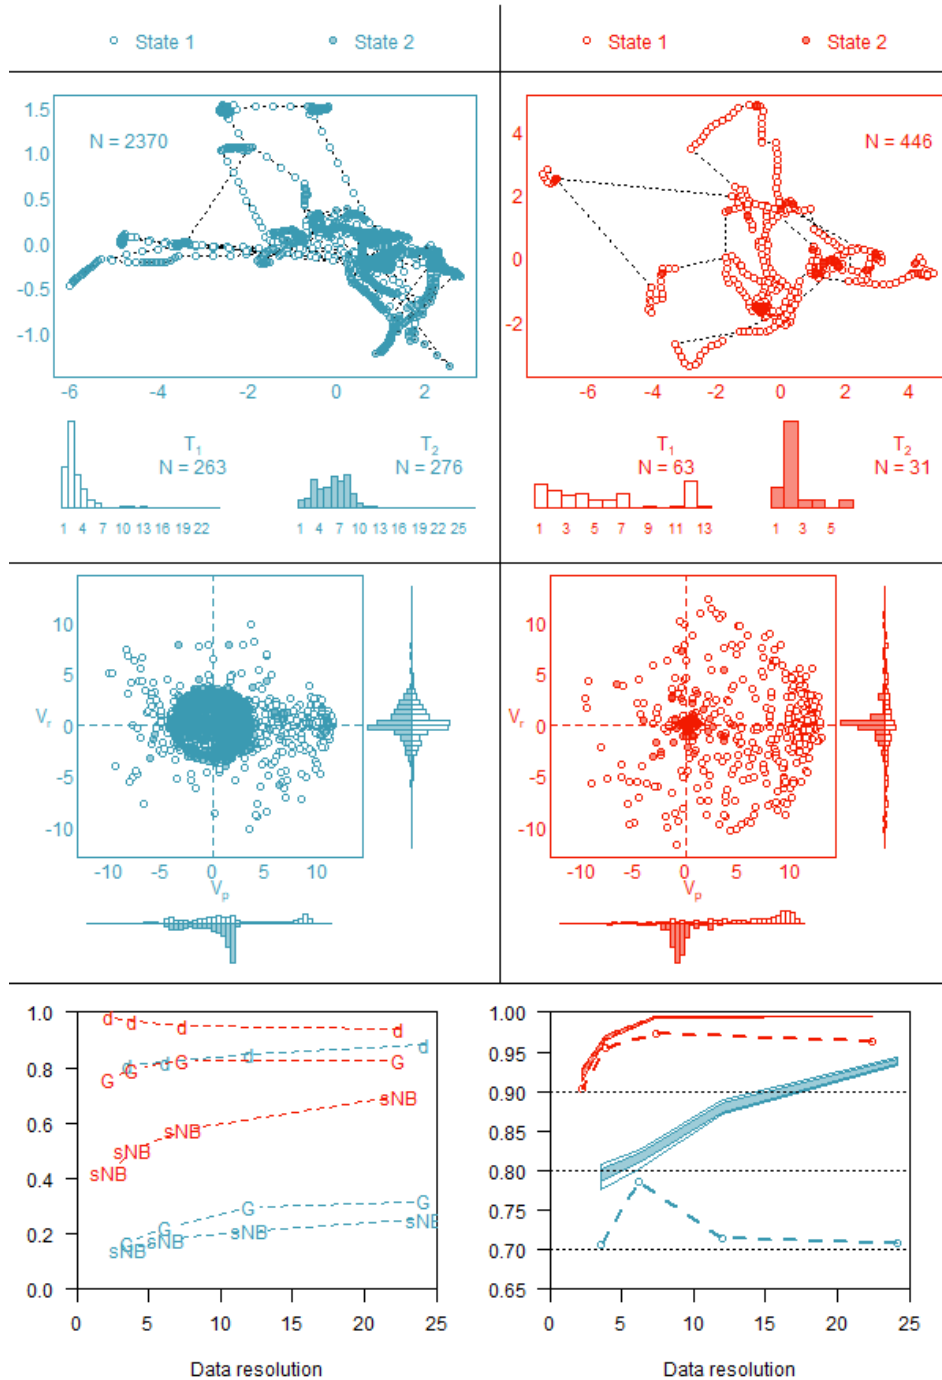 State 1 State 2 State 1 State 2
1.5
1.0
0.5
0.0
-0.5
-1.0
N = 2370
-6 -4 -2 0 2
4
2
0
-2
N = 446
-6 -4 -2 0 2 4
T1
N = 263
1 4 7 10 13 16 19 22
T2
N = 276
1 4 7 10 13 16 19 22 25
T1
N = 63
1 3 5 7 9 11 13
T2
N = 31
1 3 5
10
5
Vr 0
-5
-10
-10 -5 0 5 10
Vp
10
5
Vr 0
-5
-10
-10 -5 0 5 10
Vp
1.0
0.8
0.6
0.4
0.2
0.0
d d d d
d d d d
G G G G
sNB sNB sNB sNB
G G G G
sNB sNB sNB sNB
0 5 10 15 20 25
Data resolution
1.00
0.95
0.90
0.85
0.80
0.75
0.70
0.65
0 5 10 15 20 25
Data resolution